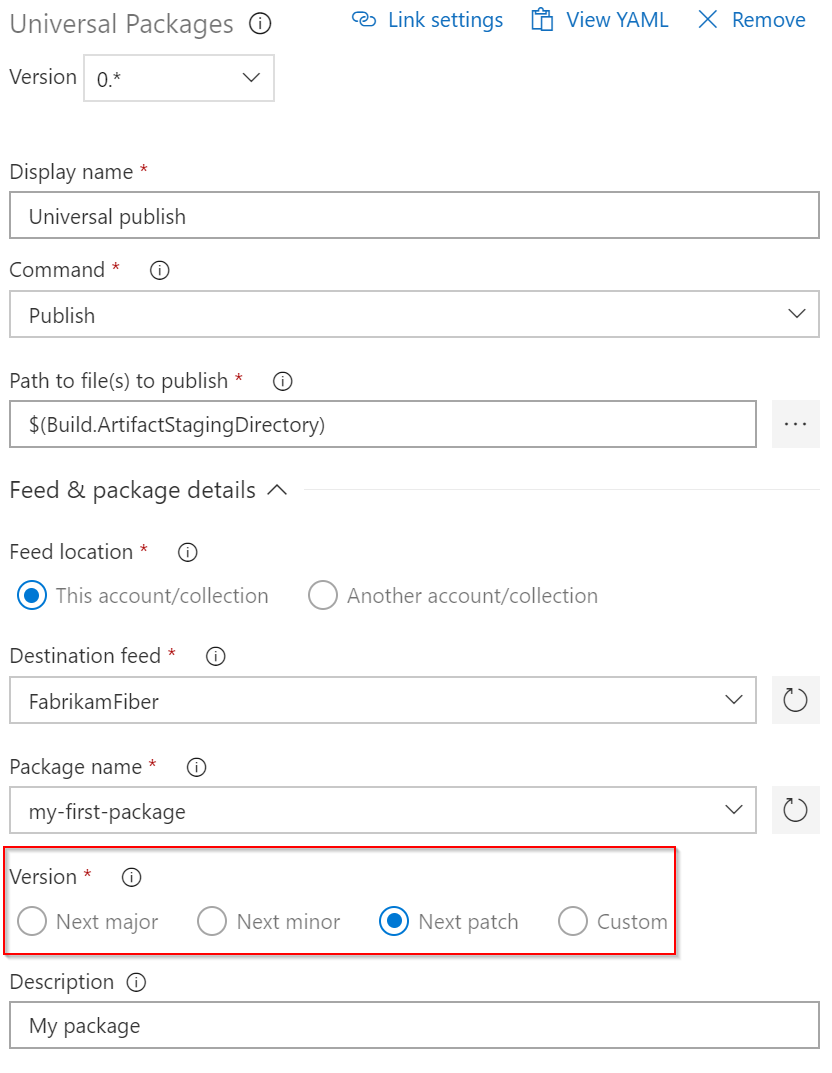 Universal Packages Link settings View YAML Remove
Version 0.*
Display name *
Universal publish
Command *
Publish
Path to file(s) to publish *
$(Build.ArtifactStagingDirectory) ...
Feed & package details
Feed location *
This account/collection Another account/collection
Destination feed *
FabrikamFiber
Package name *
my-first-package
Version *
Next major Next minor Next patch Custom
Description
My package